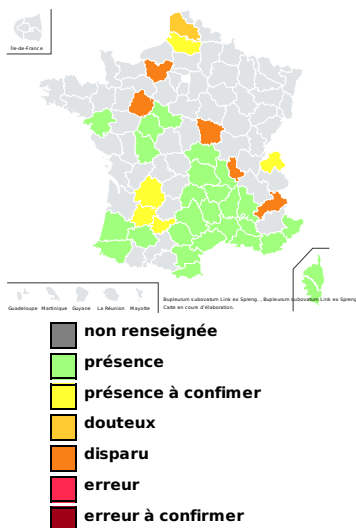 Île-de-France
Guadeloupe Martinique Guyane La Réunion Mayotte
Bupleurum subovatum Link ex Spreng... Bupleurum subovatum Link ex Spreng
Carte en cours d'élaboration.
non renseignée
présence
présence à confimer
douteux
disparu
erreur
erreur à confirmer